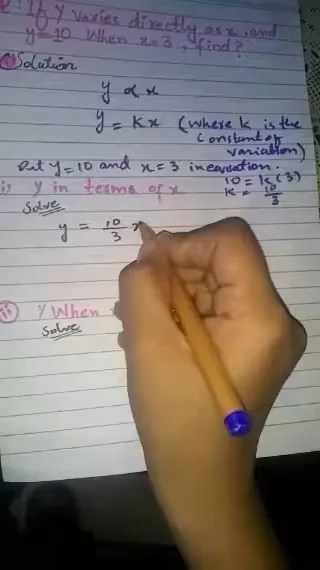 : If Y varies directly as x, and
y=10 When x=3, find?
Solution
y ∝ x
y = Kx (where k is the
constant of
variation)
Put y=10 and x=3 in equation.
10 = k(3)
k = 10/3
i) Y in terms of x
Solve
y = 10/3 x
ii) Y When
Solve